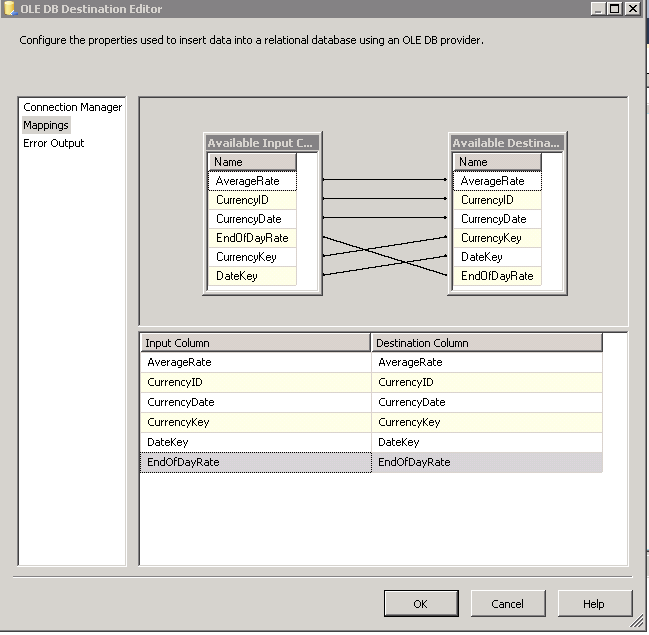 OLE DB Destination Editor
Configure the properties used to insert data into a relational database using an OLE DB provider.
Connection Manager
Mappings
Error Output
Available Input C...
Name
AverageRate
CurrencyID
CurrencyDate
EndOfDayRate
CurrencyKey
DateKey
Available Destina...
Name
AverageRate
CurrencyID
CurrencyDate
CurrencyKey
DateKey
EndOfDayRate
Input Column Destination Column
AverageRate AverageRate
CurrencyID CurrencyID
CurrencyDate CurrencyDate
CurrencyKey CurrencyKey
DateKey DateKey
EndOfDayRate EndOfDayRate
OK Cancel Help